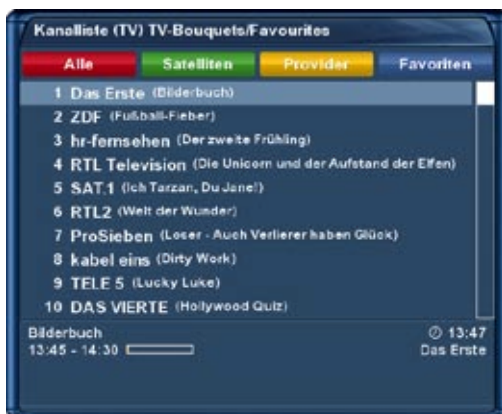 Kanalliste (TV) TV-Bouquets/Favourites
Alle Satelliten Provider Favoriten
1 Das Erste (Bilderbuch)
2 ZDF (Fußball-Fieber)
3 hr-fernsehen (Der zweite Frühling)
4 RTL Television (Die Unicorn und der Aufstand der Elfen)
5 SAT.1 (Ich Tarzan, Du Jane!)
6 RTL2 (Welt der Wunder)
7 ProSieben (Loser - Auch Verlierer haben Glück)
8 kabel eins (Dirty Work)
9 TELE 5 (Lucky Luke)
10 DAS VIERTE (Hollywood Quiz)
Bilderbuch 13:47
13:45 - 14:30 Das Erste